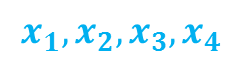 x₁, x₂, x₃, x₄